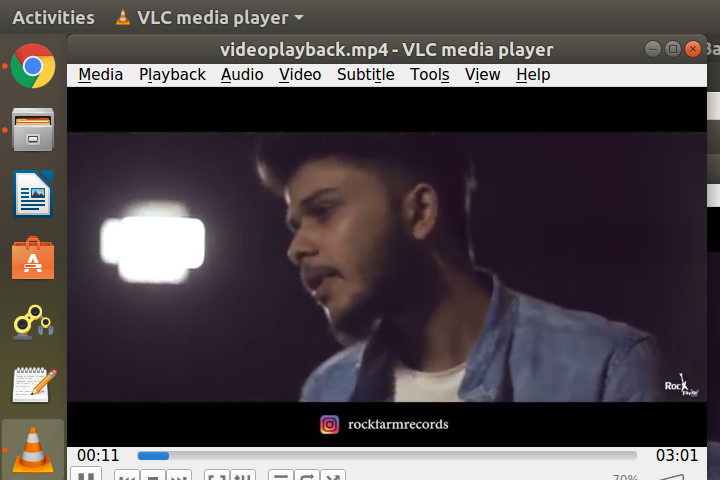 Activities VLC media player
videoplayback.mp4 - VLC media player
Media Playback Audio Video Subtitle Tools View Help
Rock
rockfarmrecords
00:11 03:01
70%